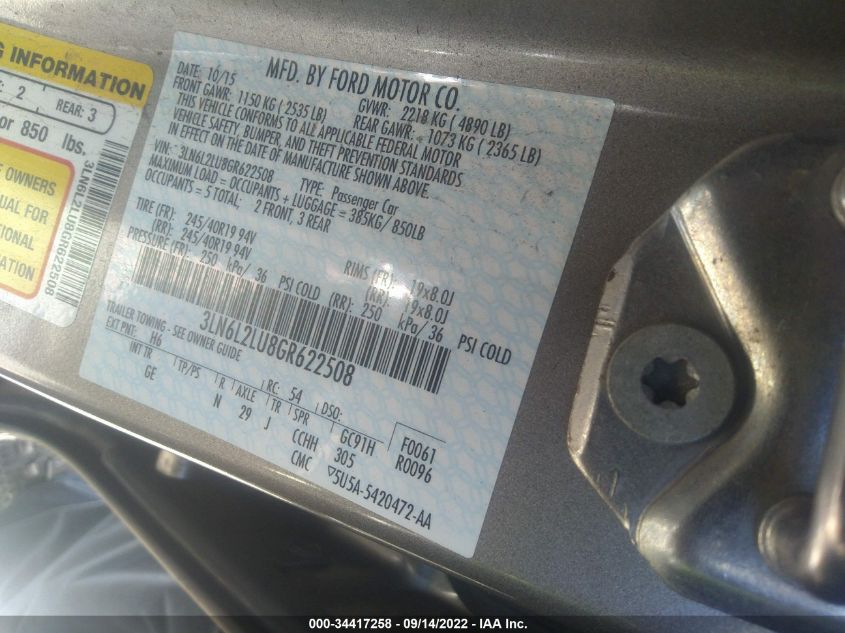 G INFORMATION
: 2
REAR: 3
or 850 lbs.
E OWNERS
UAL FOR
TIONAL
MATION
3LN6L2LU8GR622508
MFD. BY FORD MOTOR CO.
DATE: 10/15
GVWR: 2218 KG ( 4890 LB)
FRONT GAWR: 1150 KG ( 2535 LB)
REAR GAWR: 1073 KG ( 2365 LB)
THIS VEHICLE CONFORMS TO ALL APPLICABLE FEDERAL MOTOR
VEHICLE SAFETY, BUMPER, AND THEFT PREVENTION STANDARDS
IN EFFECT ON THE DATE OF MANUFACTURE SHOWN ABOVE.
VIN: 3LN6L2LU8GR622508
TYPE: Passenger Car
MAXIMUM LOAD = OCCUPANTS + LUGGAGE = 385KG/ 850LB
OCCUPANTS = 5 TOTAL: 2 FRONT, 3 REAR
TIRE (FR): 245/40R19 94V
RIMS (FR): 19x8.0J
(RR): 245/40R19 94V
(RR): 19x8.0J
PRESSURE (FR): 250 kPa/ 36 PSI COLD (RR): 250 kPa/ 36 PSI COLD
3LN6L2LU8GR622508
TRAILER TOWING - SEE OWNER GUIDE
EXT PNT: H6 RC: 54 DSO:
INT TR TP/PS R AXLE TR SPR
GE N 29 J CCHH GC91H F0061
305 R0096
CMC ▽5U5A-5420472-AA
000-34417258 - 09/14/2022 - IAA Inc.